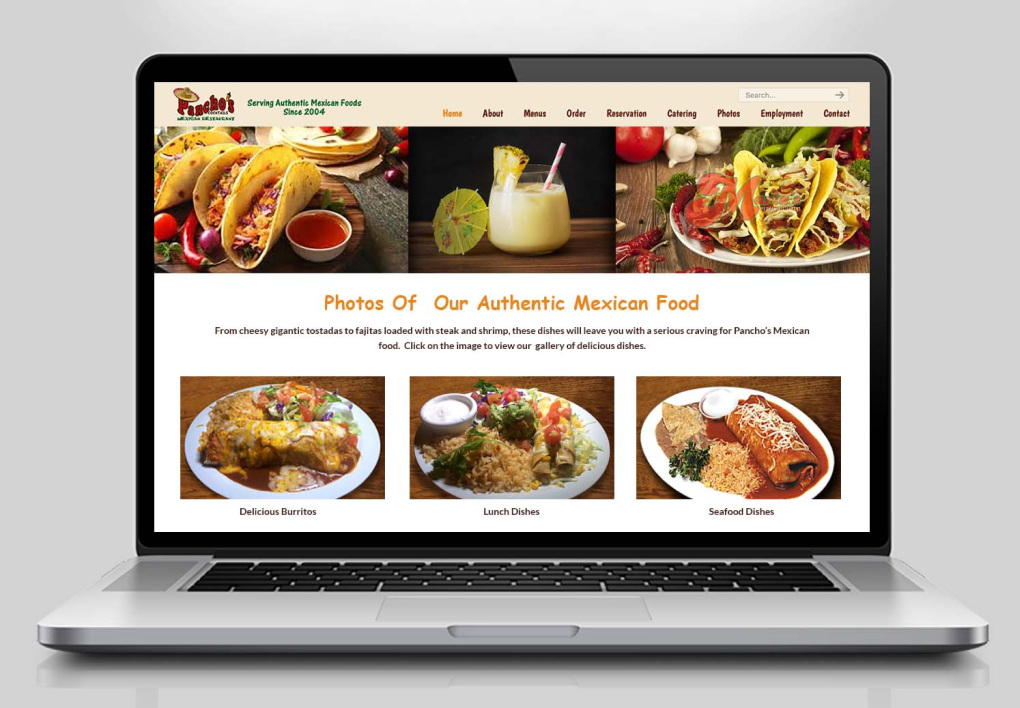 Pancho's
MEXICAN RESTAURANT
Serving Authentic Mexican Foods
Since 2004
Search...
Home About Menus Order Reservation Catering Photos Employment Contact
Photos Of Our Authentic Mexican Food
From cheesy gigantic tostadas to fajitas loaded with steak and shrimp, these dishes will leave you with a serious craving for Pancho's Mexican
food. Click on the image to view our gallery of delicious dishes.
Delicious Burritos Lunch Dishes Seafood Dishes